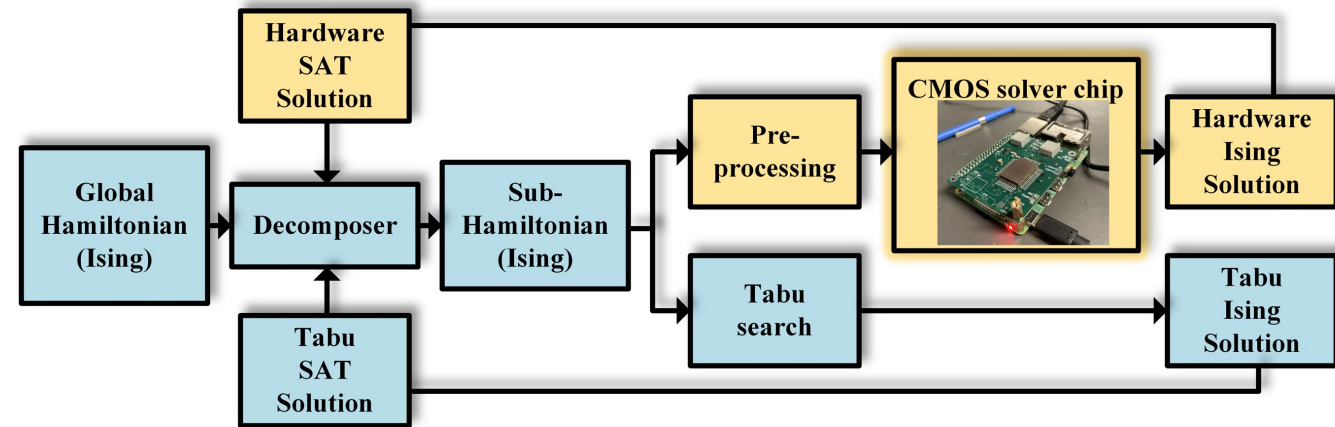 Hardware
SAT
Solution
Global
Hamiltonian
(Ising)
Decomposer
Tabu
SAT
Solution
Sub-
Hamiltonian
(Ising)
Pre-
processing
CMOS solver chip
Hardware
Ising
Solution
Tabu
search
Tabu
Ising
Solution